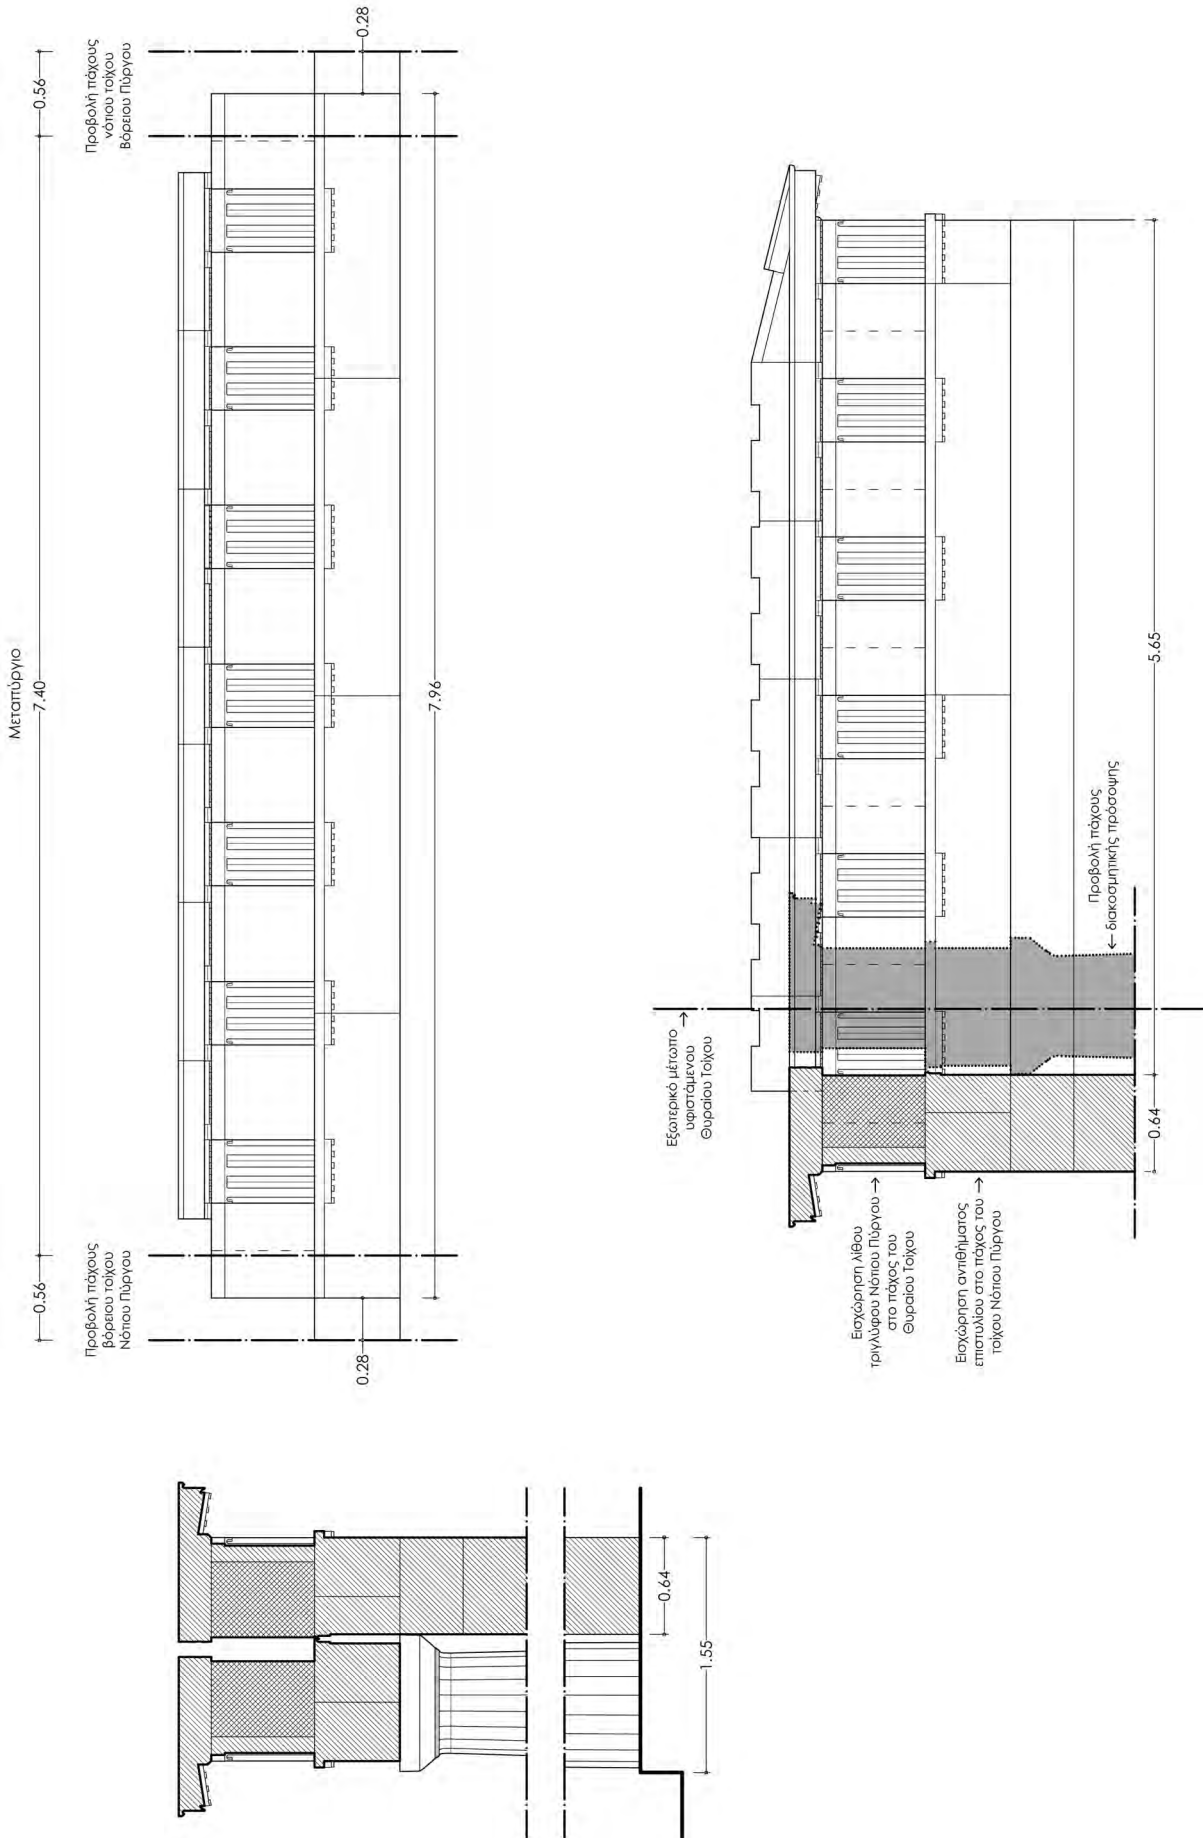 Μεταπύργιο
0.56
7.40
0.56
Προβολή πάχους
βόρειου τοίχου
Νότιου Πύργου
Προβολή πάχους
νότιου τοίχου
Βόρειου Πύργου
0.28
7.96
0.28
0.64
1.55
Εξωτερικό μέτωπο
υφιστάμενου
Θυραίου Τοίχου
Εισχώρηση λίθου
τριγλύφου Νότιου Πύργου
στο πάχος του
Θυραίου Τοίχου
Εισχώρηση αντιθήματος
επιστυλίου στο πάχος του
τοίχου Νότιου Πύργου
Προβολή πάχους
διακοσμητικής πρόσοψης
0.64
5.65